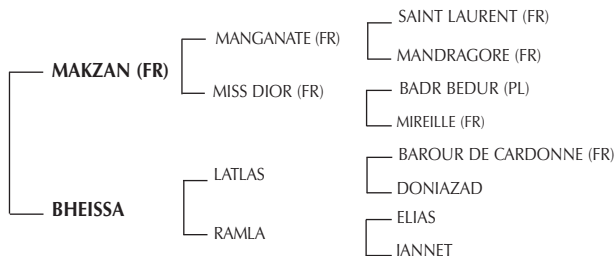 SAINT LAURENT (FR)
MANGANATE (FR)
MANDRAGORE (FR)
MAKZAN (FR)
BADR BEDUR (PL)
MISS DIOR (FR)
MIREILLE (FR)
BAROUR DE CARDONNE (FR)
LATLAS
DONIAZAD
BHEISSA
ELIAS
RAMLA
JANNET